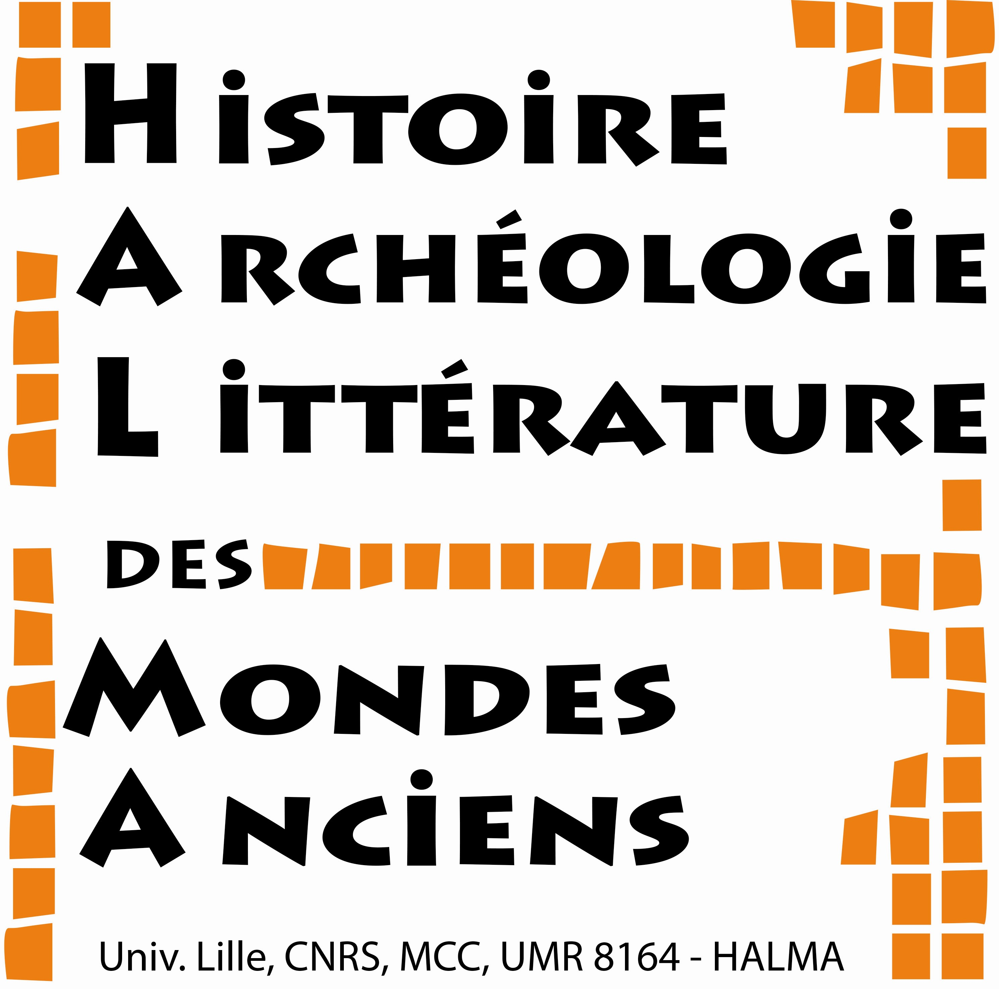 HiSTOiRE
ARCHÉOLOGiE
LiTTÉRATURE
DES
MONDES
ANCiENS
Univ. Lille, CNRS, MCC, UMR 8164 - HALMA